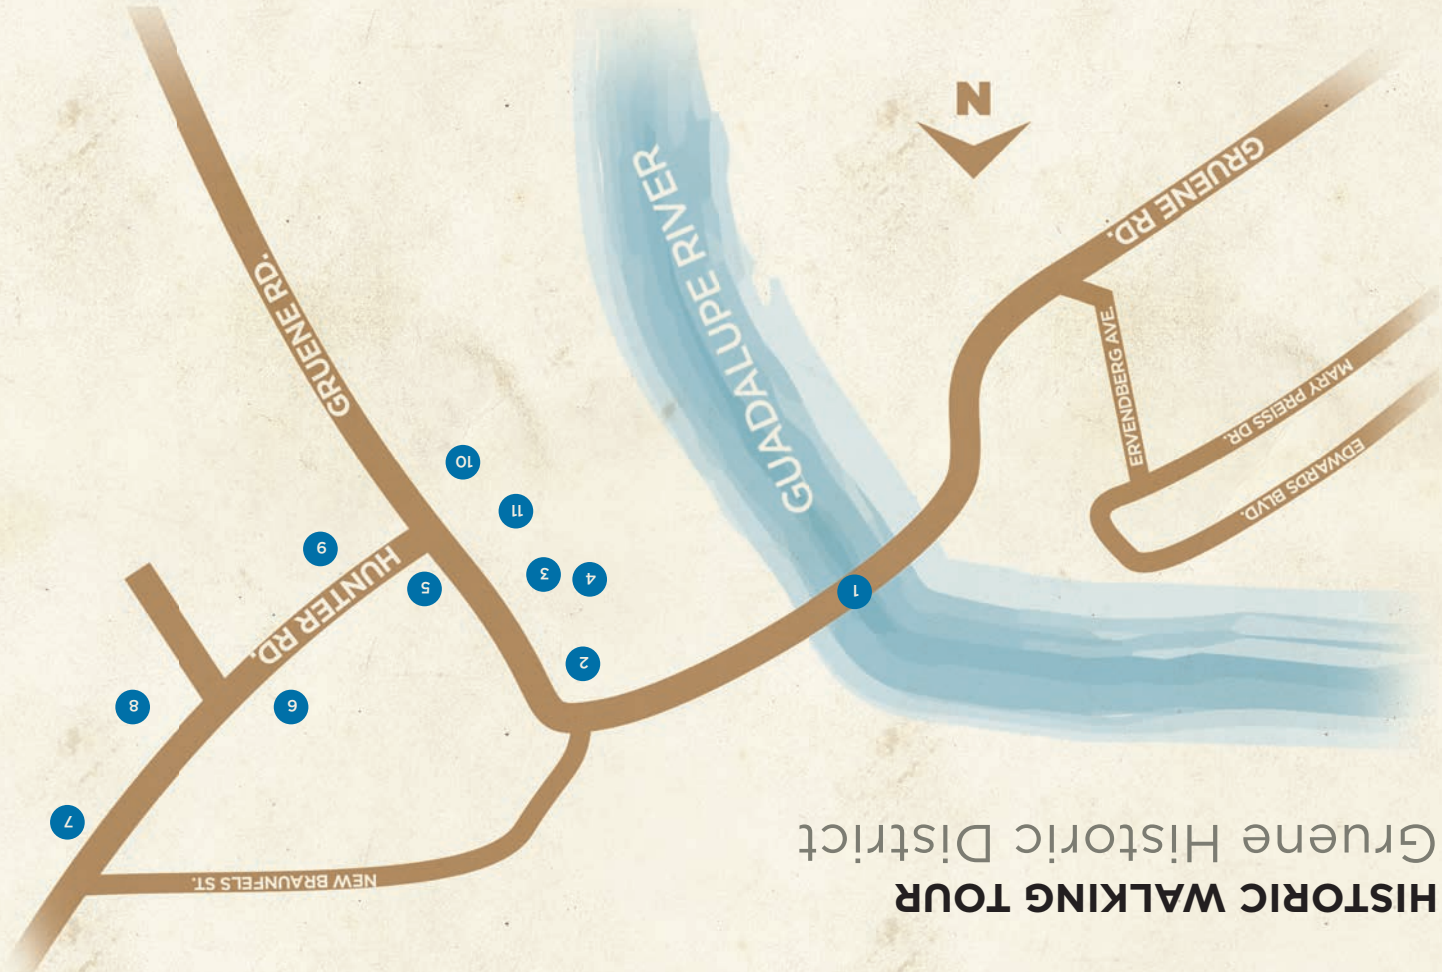 HISTORIC WALKING TOUR
Gruene Historic District
NEW BRAUNFELS ST.
7
6
8
2
HUNTER RD.
1
5
4
3
9
11
10
EDWARDS BLVD.
MARY PREISS DR.
ERVENDBERG AVE.
GUADALUPE RIVER
GRUENE RD.
GRUENE RD.
N